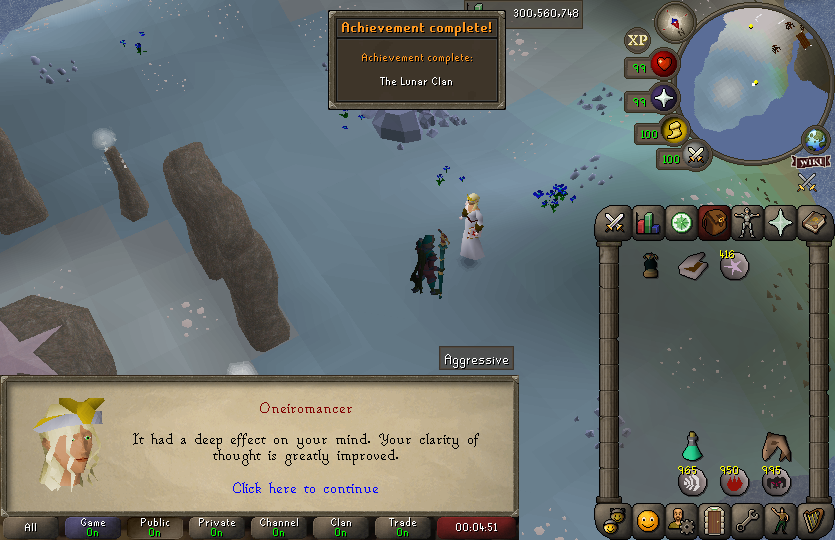 Achievement complete!
300,560,748
Achievement complete:
The Lunar Clan
XP
99
99
100
100
WIKI
416
Aggressive
Oneiromancer
It had a deep effect on your mind. Your clarity of
thought is greatly improved.
Click here to continue
965
950
995
All
Game
On
Public
On
Private
On
Channel
On
Clan
On
Trade
On
00:04:51